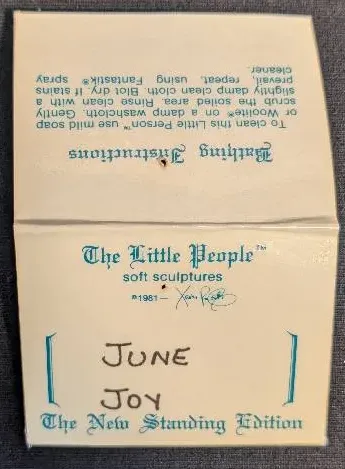 Bathing Instructions
To clean this Little Person™ use mild soap
or Woolite® on a damp washcloth. Gently
scrub the soiled area. Rinse clean with a
slightly damp clean cloth. Blot dry. If stains
prevail, repeat, using Fantastik® spray
cleaner.
The Little People™
soft sculptures
©1981 –
JUNE
JOY
The New Standing Edition